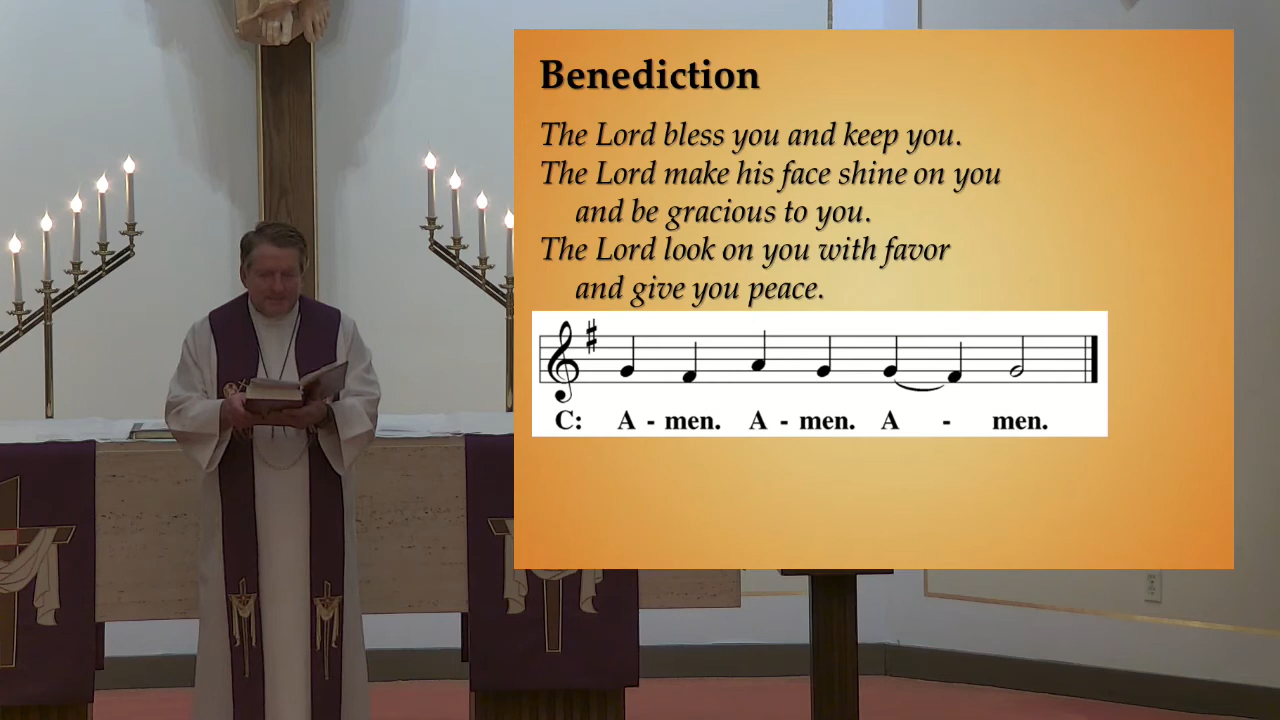 Benediction
The Lord bless you and keep you.
The Lord make his face shine on you
and be gracious to you.
The Lord look on you with favor
and give you peace.
C: A - men. A - men. A - men.